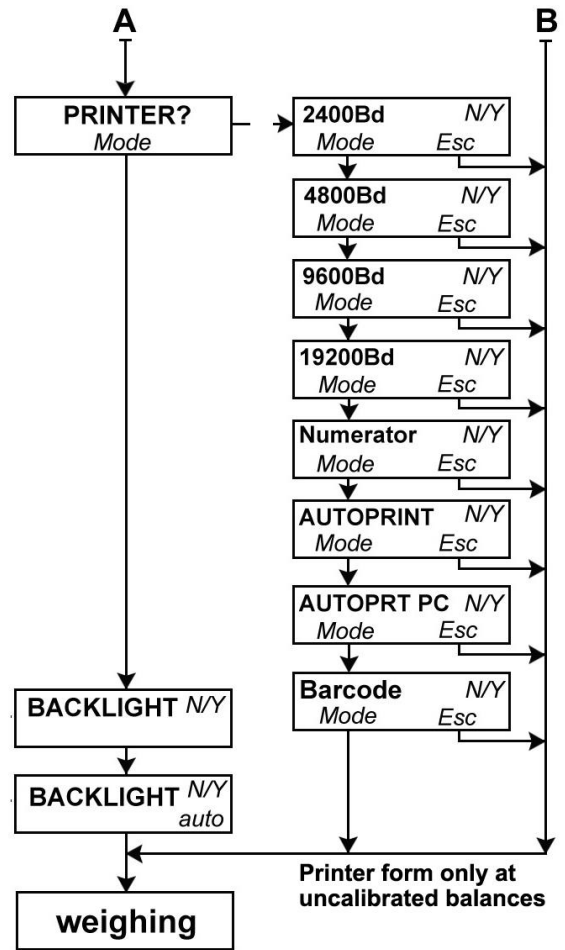 A
B
PRINTER?
Mode
2400Bd N/Y
Mode Esc
4800Bd N/Y
Mode Esc
9600Bd N/Y
Mode Esc
19200Bd N/Y
Mode Esc
Numerator N/Y
Mode Esc
AUTOPRINT N/Y
Mode Esc
AUTOPRT PC N/Y
Mode Esc
Barcode N/Y
Mode Esc
BACKLIGHT N/Y
BACKLIGHT N/Y
auto
Printer form only at
uncalibrated balances
weighing